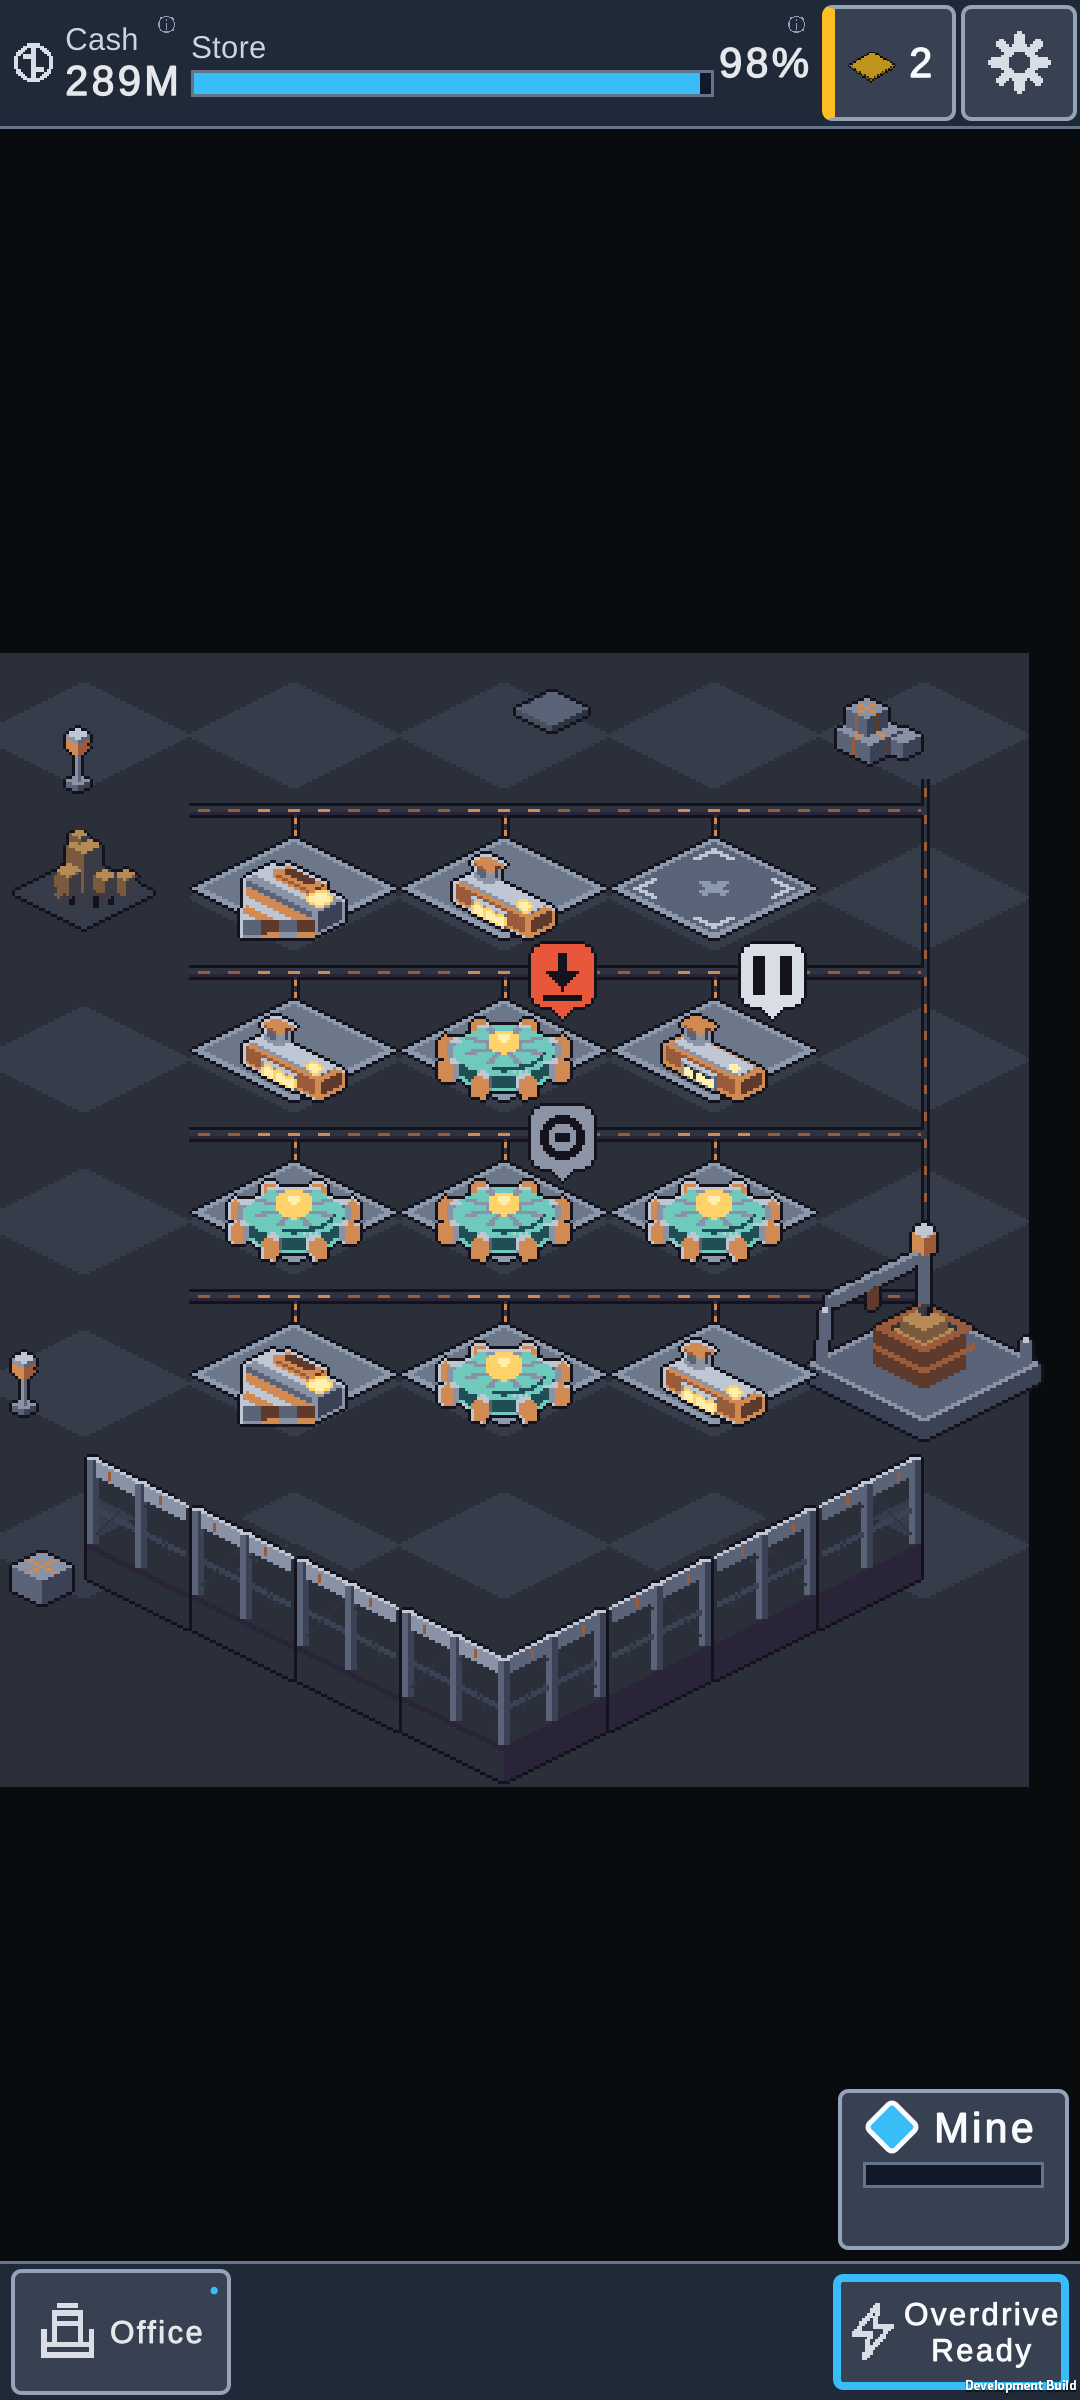 Cash
289M
Store
98%
2
Mine
Office
Overdrive
Ready
Development Build